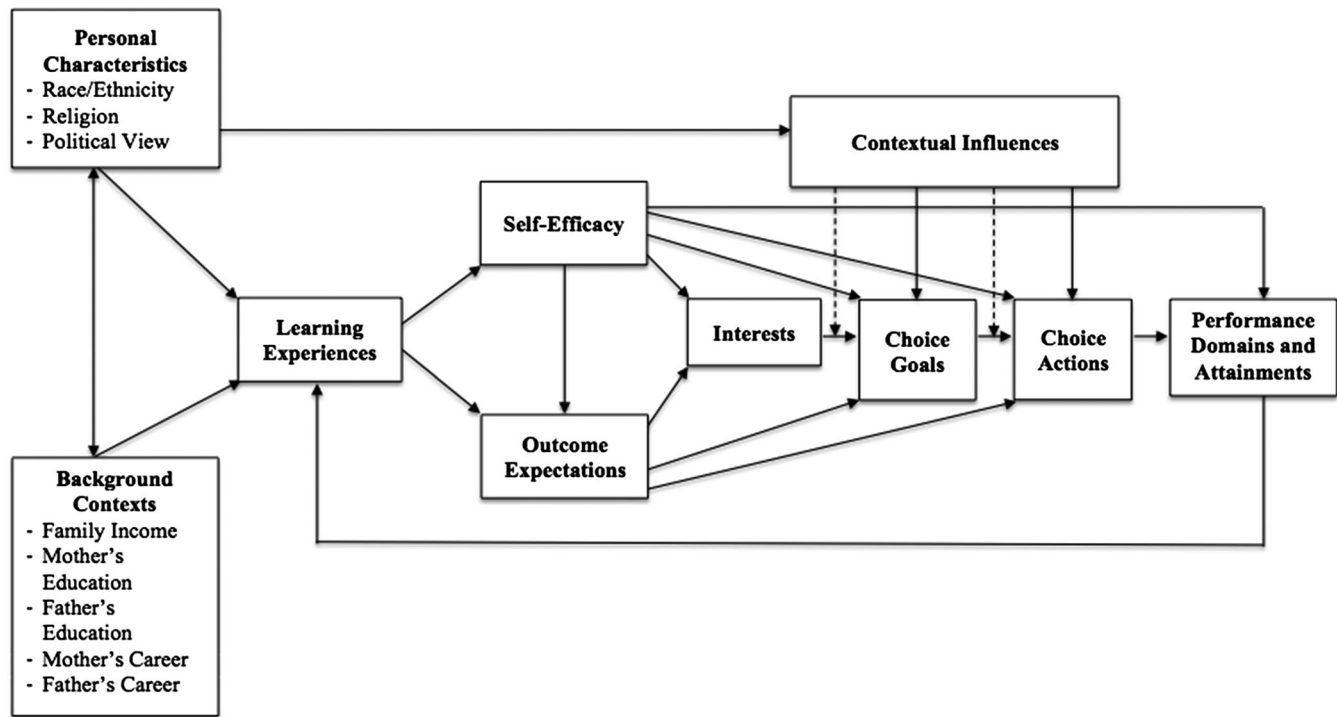 Personal
Characteristics
- Race/Ethnicity
- Religion
- Political View
Contextual Influences
Self-Efficacy
Learning
Experiences
Interests
Choice
Goals
Choice
Actions
Performance
Domains and
Attainments
Outcome
Expectations
Background
Contexts
- Family Income
- Mother's
Education
- Father's
Education
- Mother's Career
- Father's Career